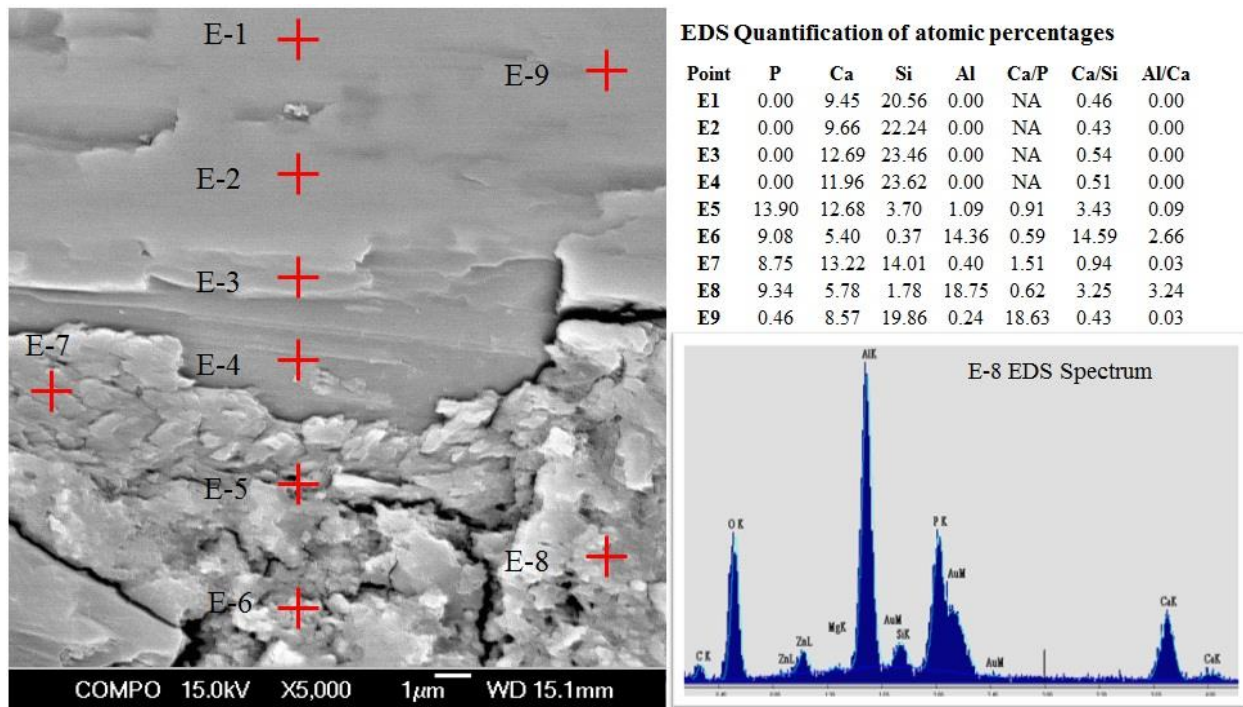 E-1
E-9
E-2
E-3
E-7
E-4
E-5
E-8
E-6
COMPO 15.0kV X5,000 1μm WD 15.1mm
EDS Quantification of atomic percentages
Point P Ca Si Al Ca/P Ca/Si Al/Ca
E1 0.00 9.45 20.56 0.00 NA 0.46 0.00
E2 0.00 9.66 22.24 0.00 NA 0.43 0.00
E3 0.00 12.69 23.46 0.00 NA 0.54 0.00
E4 0.00 11.96 23.62 0.00 NA 0.51 0.00
E5 13.90 12.68 3.70 1.09 0.91 3.43 0.09
E6 9.08 5.40 0.37 14.36 0.59 14.59 2.66
E7 8.75 13.22 14.01 0.40 1.51 0.94 0.03
E8 9.34 5.78 1.78 18.75 0.62 3.25 3.24
E9 0.46 8.57 19.86 0.24 18.63 0.43 0.03
E-8 EDS Spectrum
AlK
O K
P K
AuM
CaK
MgK
AuM
ZnL
SiK
C K
ZnL
AuM
CaK